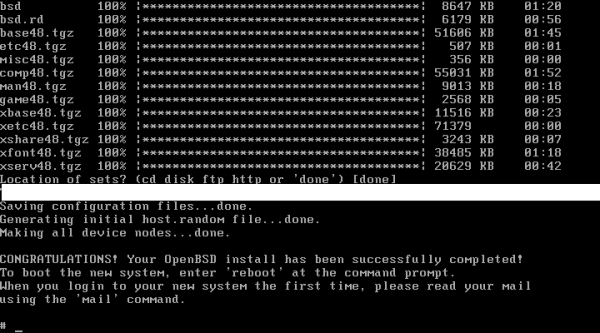 bsd 100% |*************************************| 8647 KB 01:20
bsd.rd 100% |*************************************| 6179 KB 00:56
base48.tgz 100% |*************************************| 51606 KB 01:45
etc48.tgz 100% |*************************************| 507 KB 00:01
misc48.tgz 100% |*************************************| 356 KB 00:00
comp48.tgz 100% |*************************************| 55031 KB 01:52
man48.tgz 100% |*************************************| 9013 KB 00:18
game48.tgz 100% |*************************************| 2568 KB 00:05
xbase48.tgz 100% |*************************************| 11516 KB 00:23
xetc48.tgz 100% |*************************************| 71379 00:00
xshare48.tgz 100% |*************************************| 3243 KB 00:07
xfont48.tgz 100% |*************************************| 38485 KB 01:18
xserv48.tgz 100% |*************************************| 20629 KB 00:42
Location of sets? (cd disk ftp http or 'done') [done]
Saving configuration files...done.
Generating initial host.random file...done.
Making all device nodes...done.
CONGRATULATIONS! Your OpenBSD install has been successfully completed!
To boot the new system, enter 'reboot' at the command prompt.
When you login to your new system the first time, please read your mail
using the 'mail' command.
# _